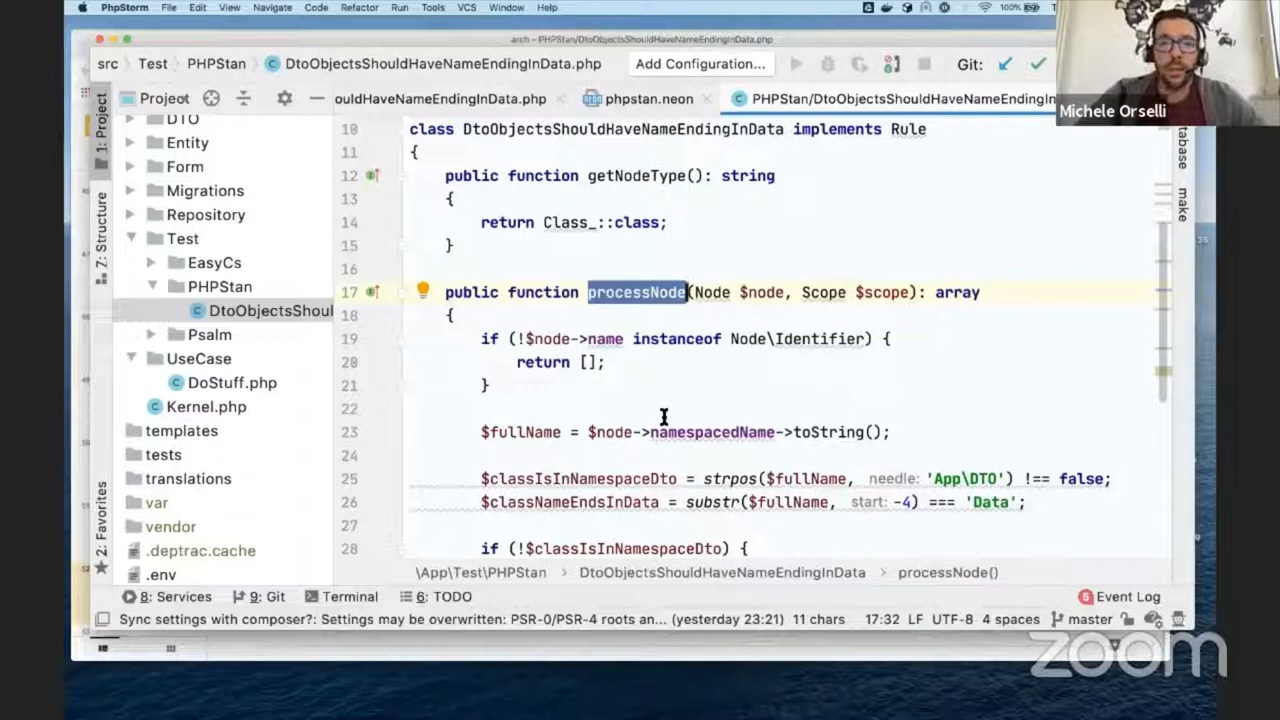 PhpStorm File Edit View Navigate Code Refactor Run Tools VCS Window Help 100%
arch – PHPStan/DtoObjectsShouldHaveNameEndingInData.php
src Test PHPStan DtoObjectsShouldHaveNameEndingInData.php Add Configuration... Git:
Michele Orselli
Project ouldHaveNameEndingInData.php phpstan.neon PHPStan/DtoObjectsShouldHaveNameEndingIn
1: Project
Z: Structure
2: Favorites
DTO
Entity
Form
Migrations
Repository
Test
EasyCs
PHPStan
DtoObjectsShoul
Psalm
UseCase
DoStuff.php
Kernel.php
templates
tests
translations
var
vendor
.deptrac.cache
.env
10 class DtoObjectsShouldHaveNameEndingInData implements Rule
11 {
12 public function getNodeType(): string
13 {
14 return Class_::class;
15 }
16
17 public function processNode(Node $node, Scope $scope): array
18 {
19 if (!$node->name instanceof Node\Identifier) {
20 return [];
21 }
22
23 $fullName = $node->namespacedName->toString();
25 $classIsInNamespaceDto = strpos($fullName, needle: 'App\DTO') !== false;
26 $classNameEndsInData = substr($fullName, start: -4) === 'Data';
27
28 if (!$classIsInNamespaceDto) {
tabase
make
\App\Test\PHPStan › DtoObjectsShouldHaveNameEndingInData › processNode()
8: Services 9: Git Terminal 6: TODO 5 Event Log
Sync settings with composer?: Settings may be overwritten: PSR-0/PSR-4 roots an... (yesterday 23:21) 11 chars 17:32 LF UTF-8 4 spaces master
zoom